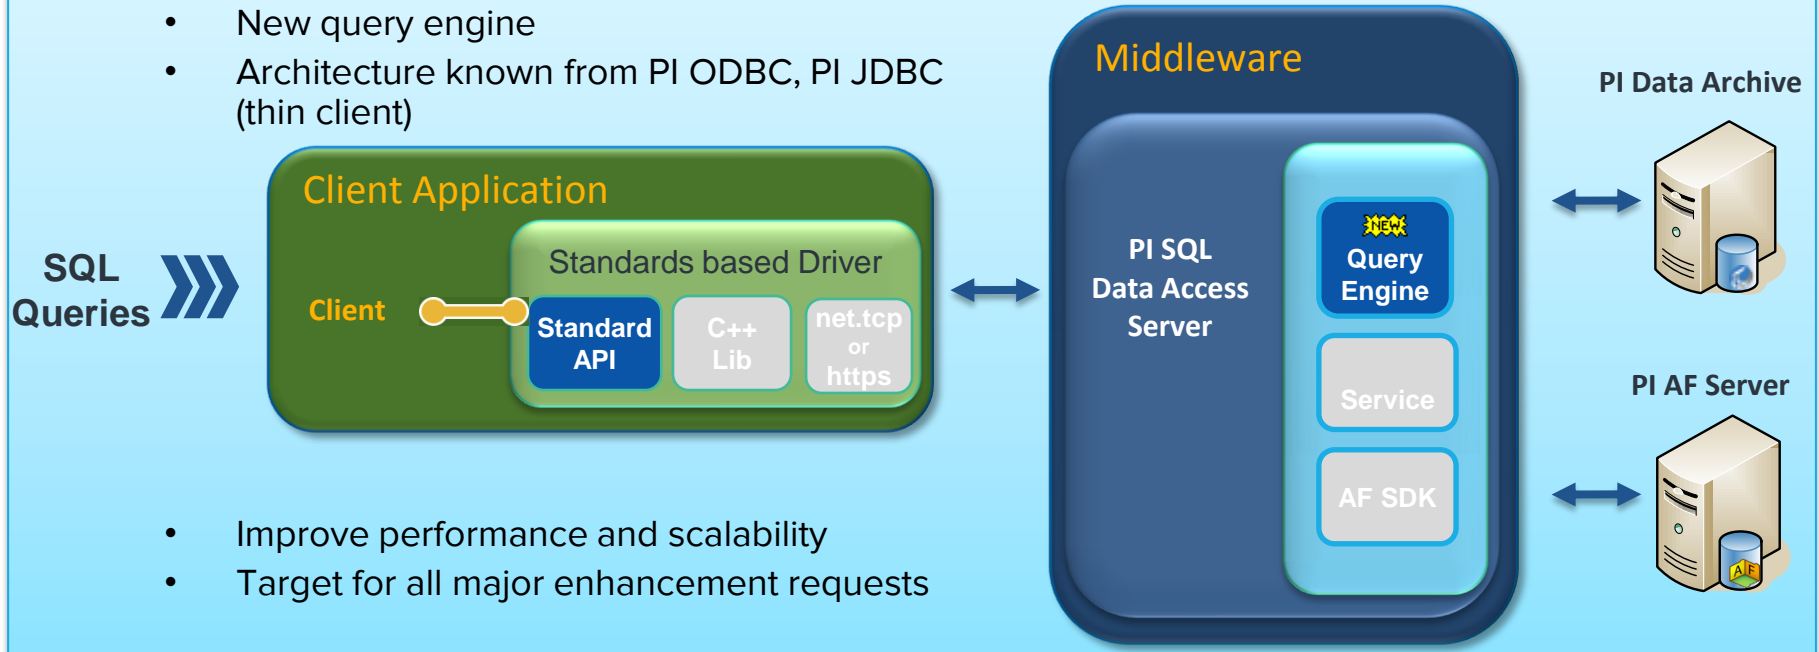 • New query engine
• Architecture known from PI ODBC, PI JDBC
(thin client)
SQL
Queries
Client Application
Client
Standards based Driver
Standard
API
C++
Lib
net.tcp
or
https
Middleware
PI SQL
Data Access
Server
NEW
Query
Engine
Service
AF SDK
PI Data Archive
PI AF Server
A F
• Improve performance and scalability
• Target for all major enhancement requests